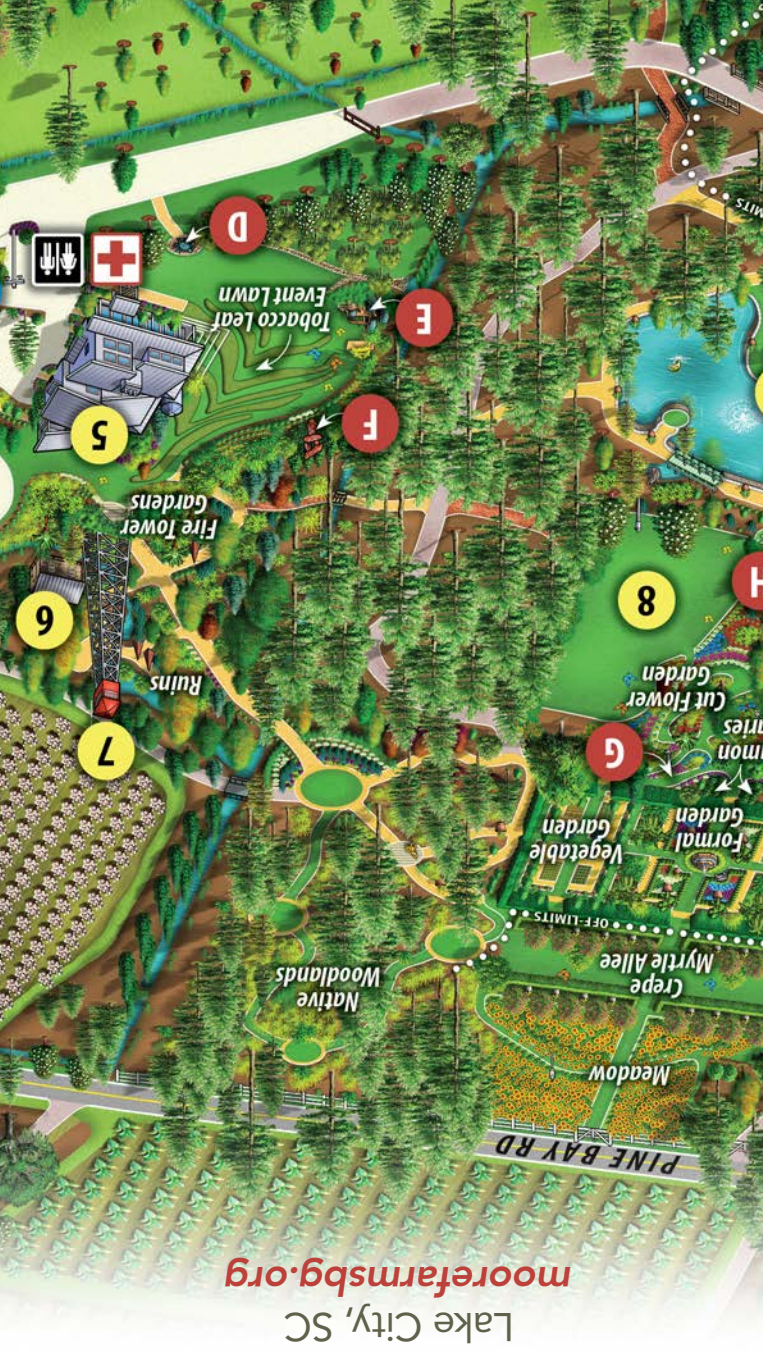 Lake City, SC
moorefarmsbg.org
PINE BAY RD
Meadow
Crepe
Myrtle Allee
OFF-LIMITS
Native
Woodlands
Formal
Garden
Vegetable
Garden
G
Cut Flower
Garden
7
Ruins
6
8
H
Fire Tower
Gardens
5
F
E
Tobacco Leaf
Event Lawn
D